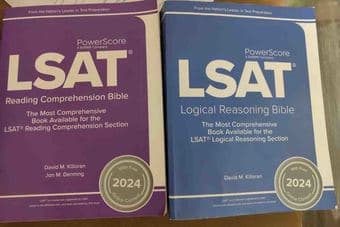 From the Nation's Leader in Test Preparation
PowerScore
LSAT®
Reading Comprehension Bible
The Most Comprehensive
Book Available for the
LSAT® Reading Comprehension Section
David M. Killoran
Jon M. Denning
2024
From the Nation's Leader in Test Preparation
PowerScore
LSAT®
Logical Reasoning Bible
The Most Comprehensive
Book Available for the
LSAT® Logical Reasoning Section
David M. Killoran
2024